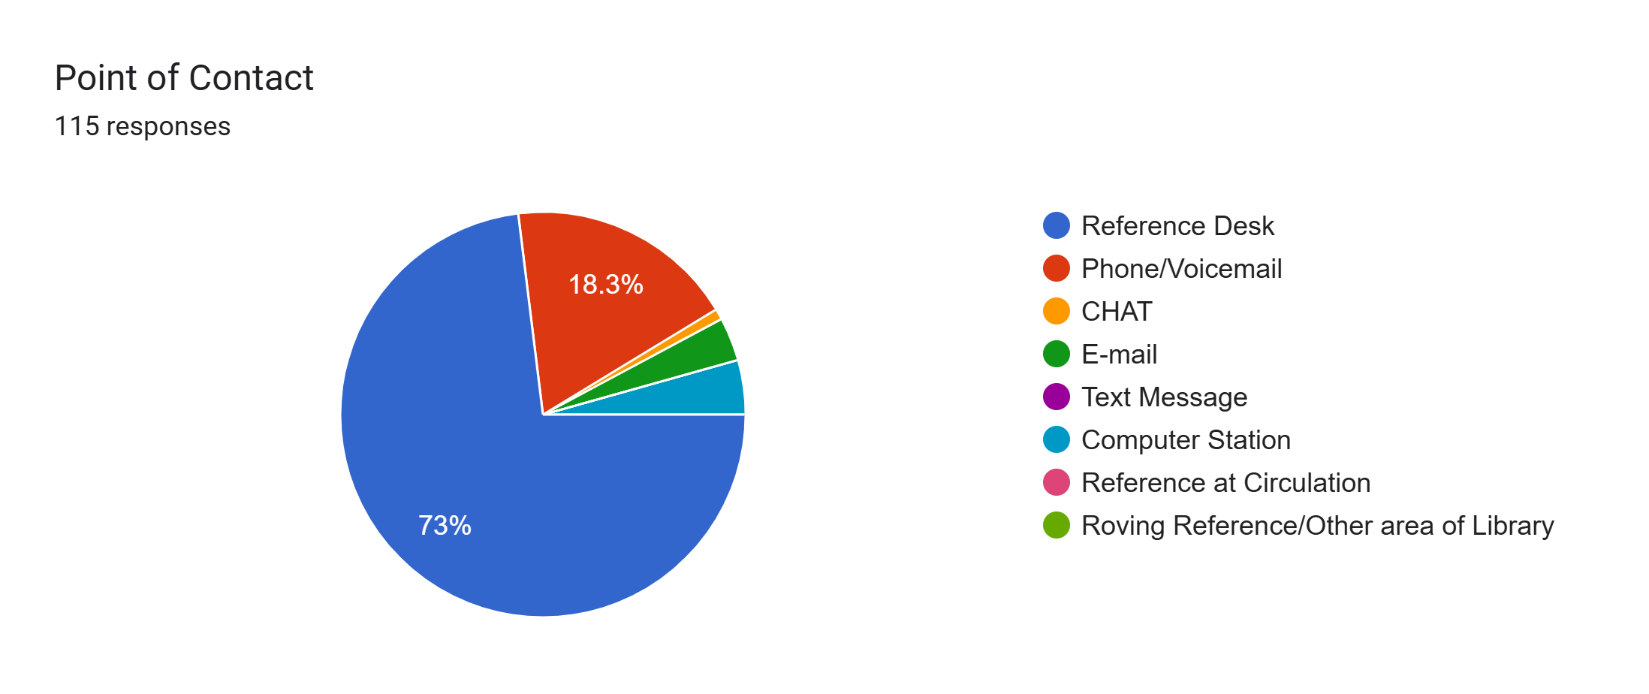 Point of Contact
115 responses
18.3%
73%
Reference Desk
Phone/Voicemail
CHAT
E-mail
Text Message
Computer Station
Reference at Circulation
Roving Reference/Other area of Library